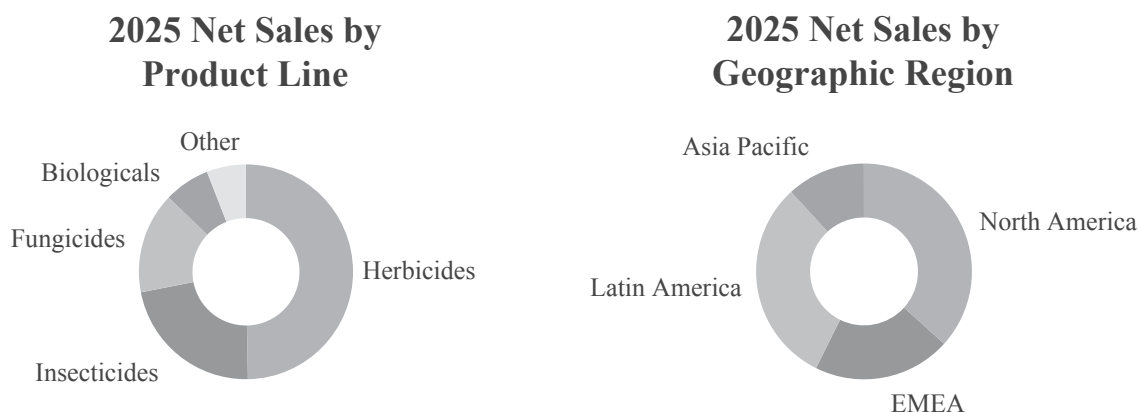 2025 Net Sales by
Product Line
Other
Biologicals
Fungicides
Herbicides
Insecticides
2025 Net Sales by
Geographic Region
Asia Pacific
North America
Latin America
EMEA